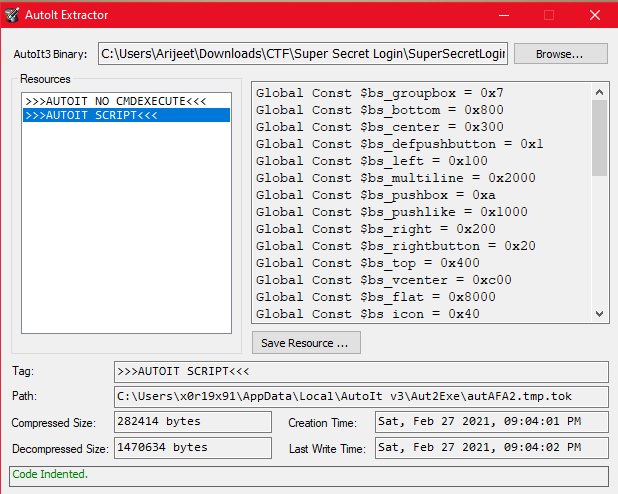 AutoIt Extractor
AutoIt3 Binary: C:\Users\Arijeet\Downloads\CTF\Super Secret Login\SuperSecretLogin Browse...
Resources
>>>AUTOIT NO CMDEXECUTE<<<
>>>AUTOIT SCRIPT<<<
Global Const $bs_groupbox = 0x7
Global Const $bs_bottom = 0x800
Global Const $bs_center = 0x300
Global Const $bs_defpushbutton = 0x1
Global Const $bs_left = 0x100
Global Const $bs_multiline = 0x2000
Global Const $bs_pushbox = 0xa
Global Const $bs_pushlike = 0x1000
Global Const $bs_right = 0x200
Global Const $bs_rightbutton = 0x20
Global Const $bs_top = 0x400
Global Const $bs_vcenter = 0xc00
Global Const $bs_flat = 0x8000
Global Const $bs_icon = 0x40
Save Resource ...
Tag: >>>AUTOIT SCRIPT<<<
Path: C:\Users\x0r19x91\AppData\Local\AutoIt v3\Aut2Exe\autAFA2.tmp.tok
Compressed Size: 282414 bytes Creation Time: Sat, Feb 27 2021, 09:04:01 PM
Decompressed Size: 1470634 bytes Last Write Time: Sat, Feb 27 2021, 09:04:02 PM
Code Indented.